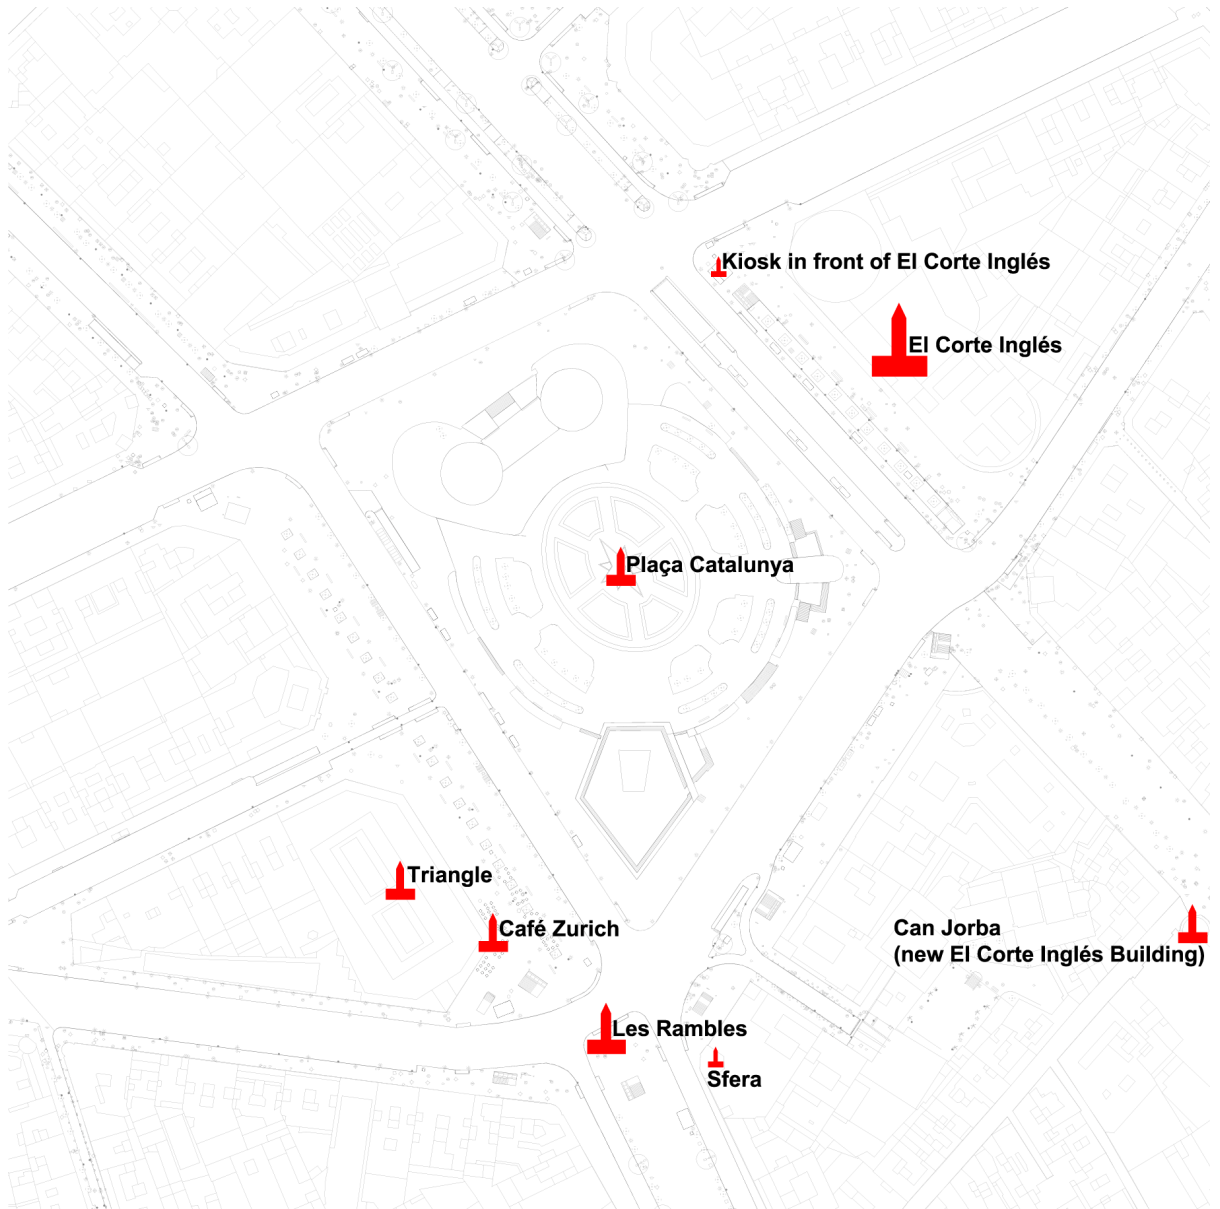 Kiosk in front of El Corte Inglés
El Corte Inglés
Plaça Catalunya
Triangle
Café Zurich
Can Jorba
(new El Corte Inglés Building)
Les Rambles
Sfera